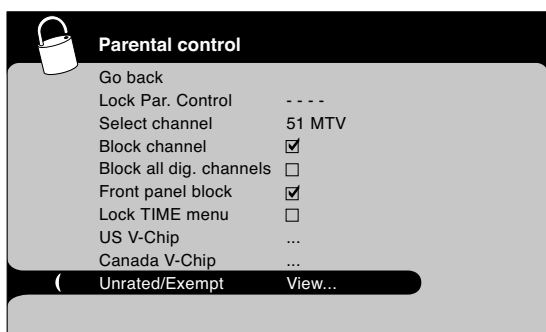 Parental control
Go back
Lock Par. Control - - - -
Select channel 51 MTV
Block channel ☑
Block all dig. channels ☐
Front panel block ☑
Lock TIME menu ☐
US V-Chip ...
Canada V-Chip ...
Unrated/Exempt View...